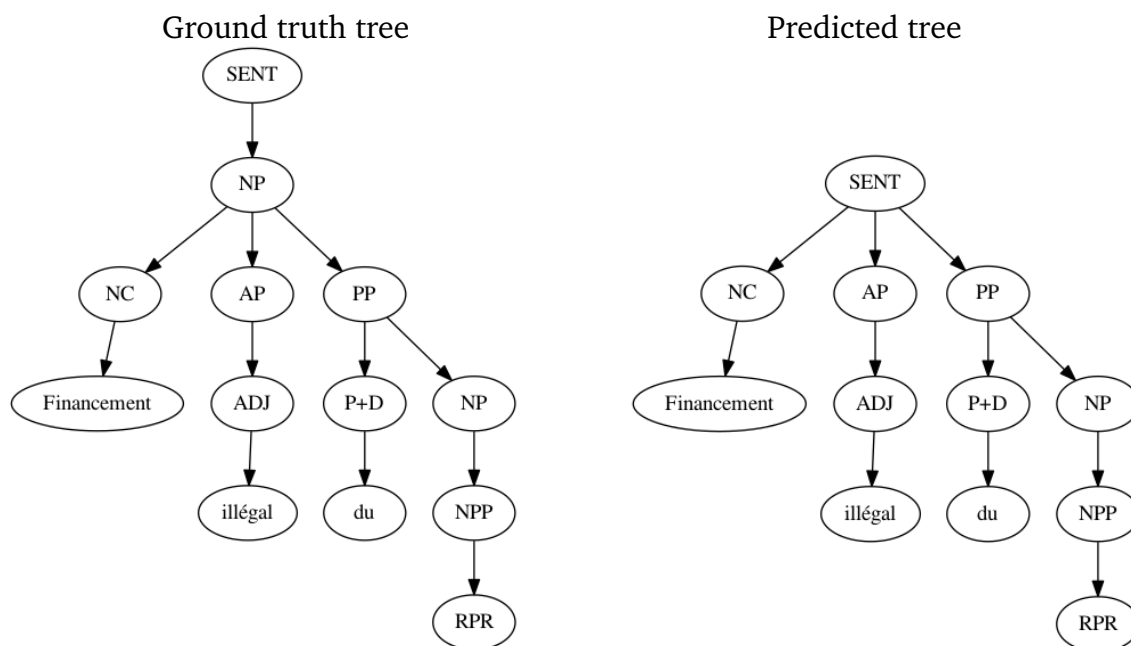 Ground truth tree
Predicted tree
SENT
NP
SENT
NC
AP
PP
NC
AP
PP
Financement
ADJ
P+D
NP
Financement
ADJ
P+D
NP
illégal
du
NPP
illégal
du
NPP
RPR
RPR